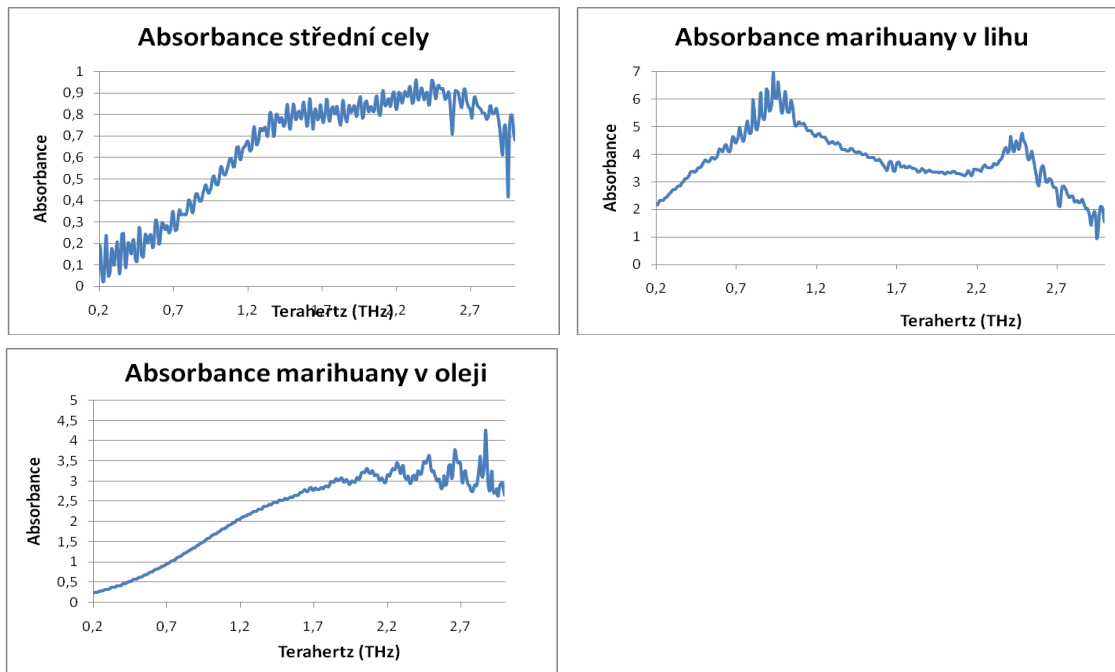 Absorbance střední cely
Absorbance
1
0,9
0,8
0,7
0,6
0,5
0,4
0,3
0,2
0,1
0
0,2 0,7 1,2 1,7 2,2 2,7
Terahertz (THz)
Absorbance marihuany v lihu
Absorbance
7
6
5
4
3
2
1
0
0,2 0,7 1,2 1,7 2,2 2,7
Terahertz (THz)
Absorbance marihuany v oleji
Absorbance
5
4,5
4
3,5
3
2,5
2
1,5
1
0,5
0
0,2 0,7 1,2 1,7 2,2 2,7
Terahertz (THz)